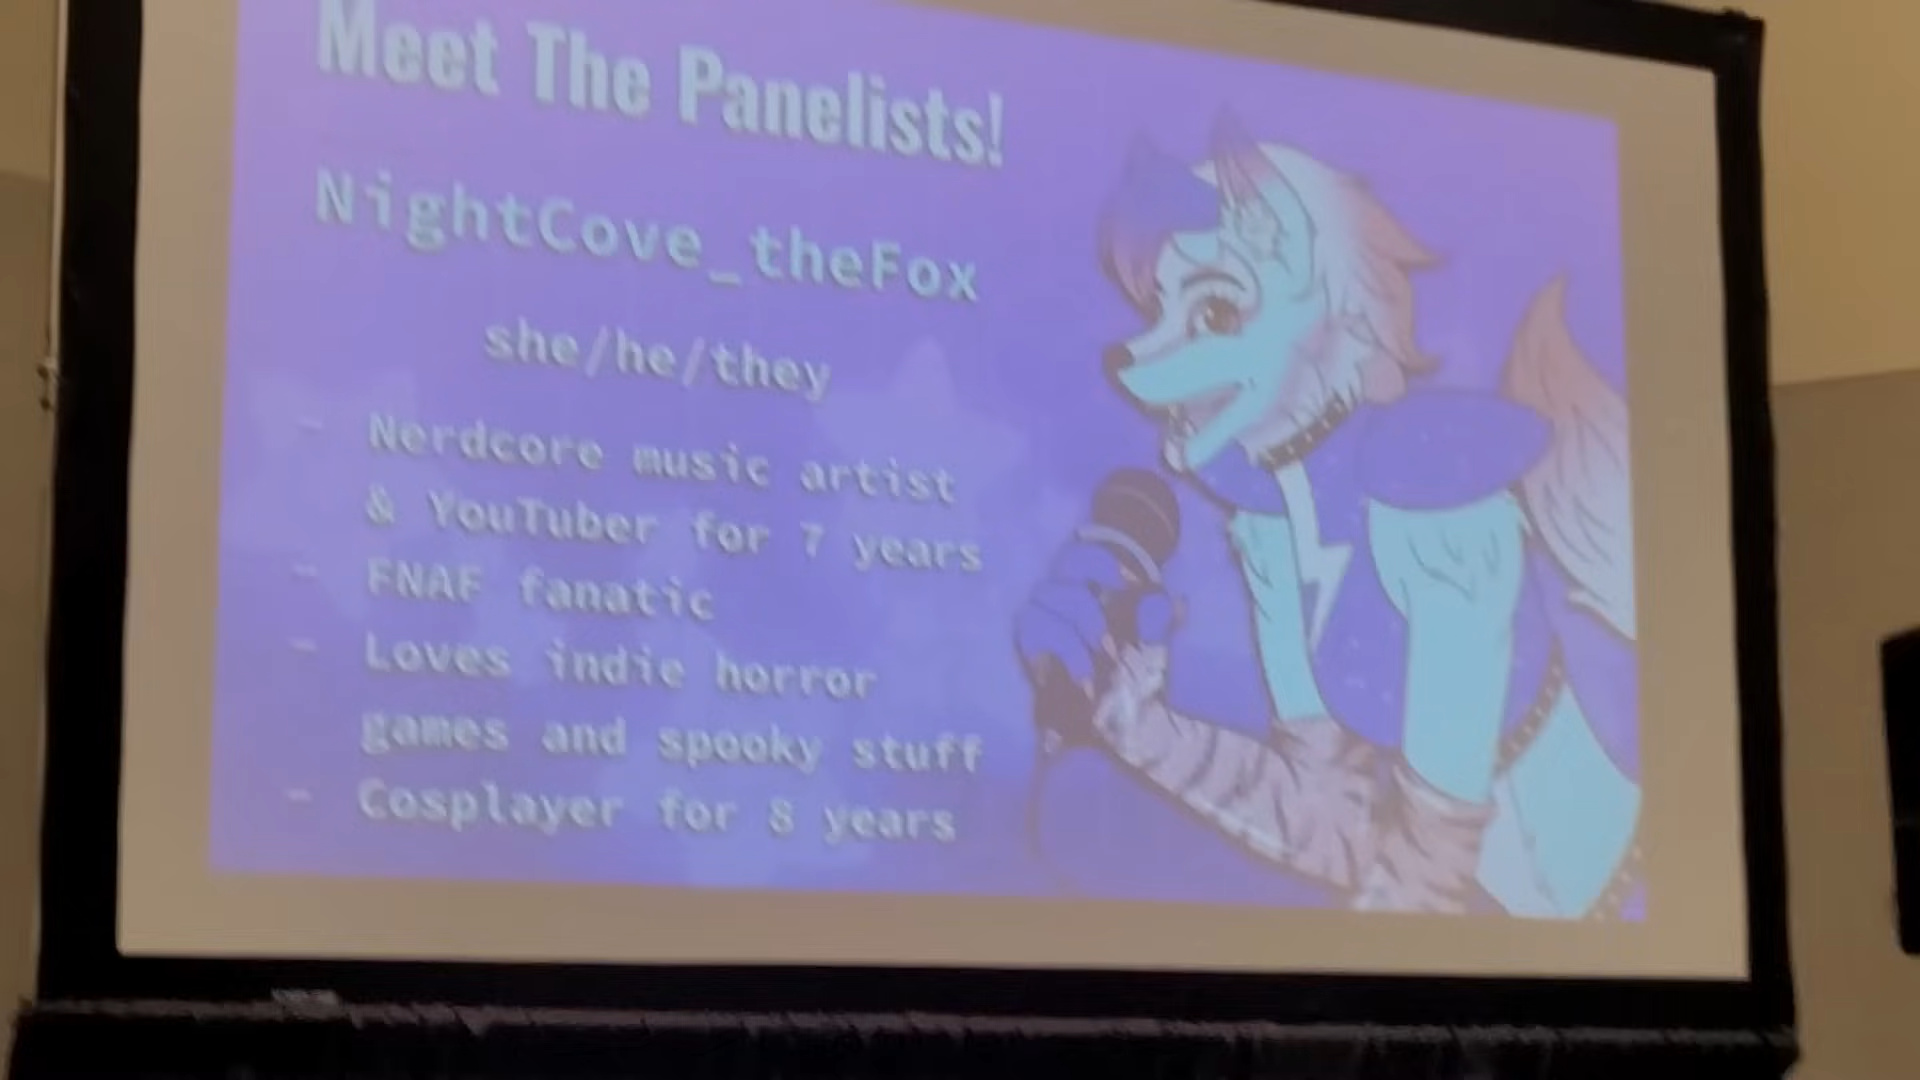 Meet The Panelists!
NightCove_theFox
she/he/they
- Nerdcore music artist
& YouTuber for 7 years
- FNAF fanatic
- Loves indie horror
games and spooky stuff
- Cosplayer for 8 years